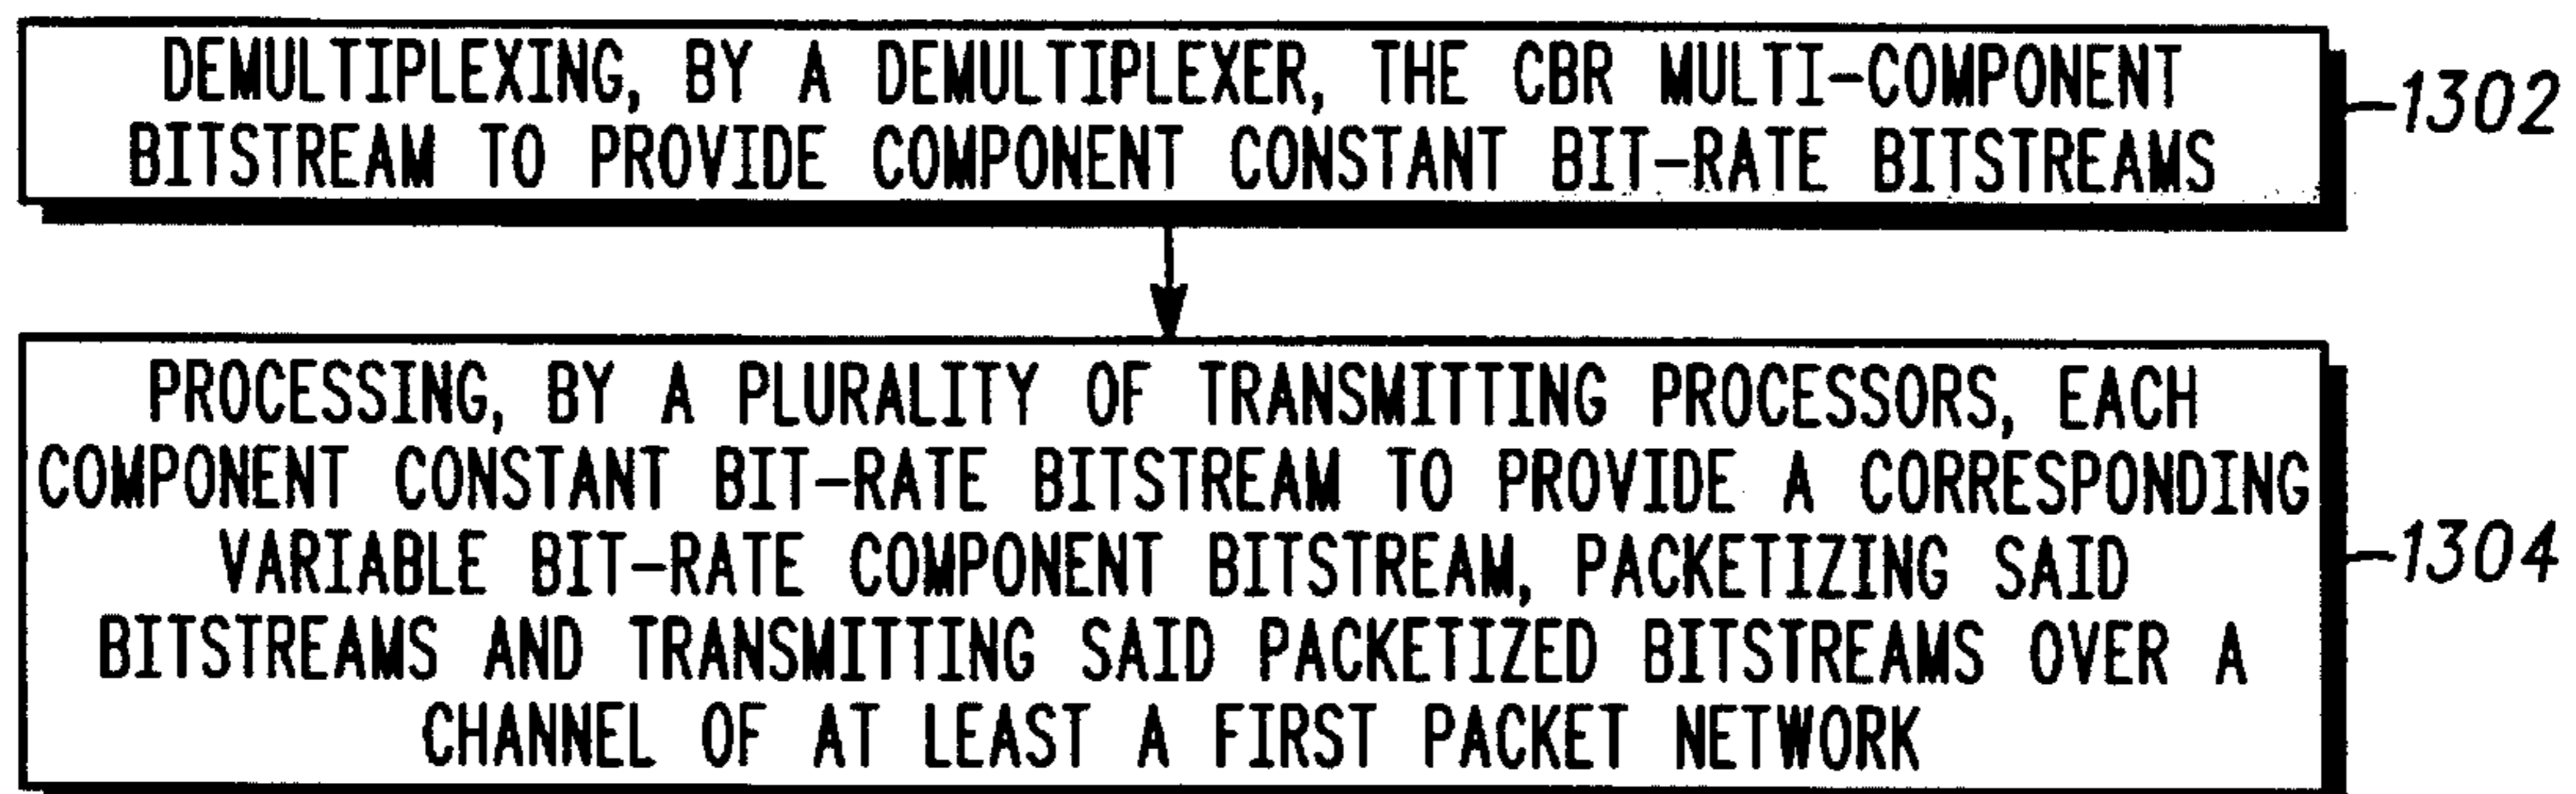 DEMULTIPLEXING, BY A DEMULTIPLEXER, THE CBR MULTI-COMPONENT
BITSTREAM TO PROVIDE COMPONENT CONSTANT BIT-RATE BITSTREAMS
1302
PROCESSING, BY A PLURALITY OF TRANSMITTING PROCESSORS, EACH
COMPONENT CONSTANT BIT-RATE BITSTREAM TO PROVIDE A CORRESPONDING
VARIABLE BIT-RATE COMPONENT BITSTREAM, PACKETIZING SAID
BITSTREAMS AND TRANSMITTING SAID PACKETIZED BITSTREAMS OVER A
CHANNEL OF AT LEAST A FIRST PACKET NETWORK
1304